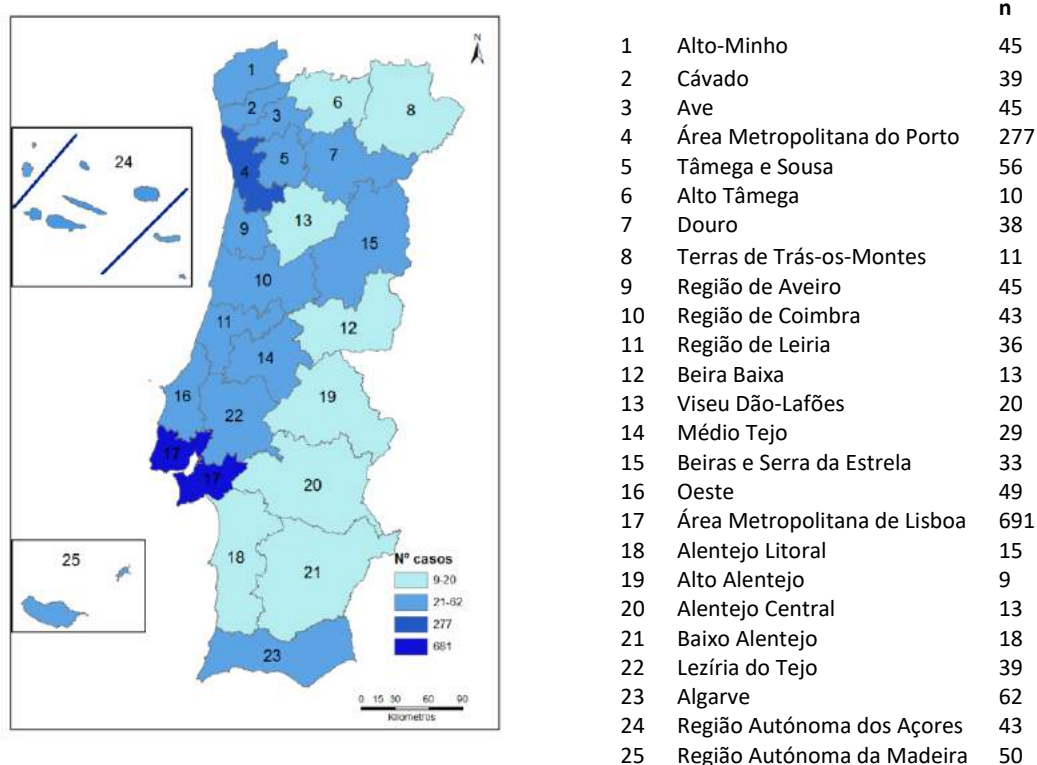 N
1
2
3
6
8
4
5
7
24
13
9
15
10
11
12
14
16
19
22
17
17
20
18
21
25
23
Nº casos
9-20
21-62
277
681
0 15 30 60 90
Kilometros
n
1 Alto-Minho 45
2 Cávado 39
3 Ave 45
4 Área Metropolitana do Porto 277
5 Tâmega e Sousa 56
6 Alto Tâmega 10
7 Douro 38
8 Terras de Trás-os-Montes 11
9 Região de Aveiro 45
10 Região de Coimbra 43
11 Região de Leiria 36
12 Beira Baixa 13
13 Viseu Dão-Lafões 20
14 Médio Tejo 29
15 Beiras e Serra da Estrela 33
16 Oeste 49
17 Área Metropolitana de Lisboa 691
18 Alentejo Litoral 15
19 Alto Alentejo 9
20 Alentejo Central 13
21 Baixo Alentejo 18
22 Lezíria do Tejo 39
23 Algarve 62
24 Região Autónoma dos Açores 43
25 Região Autónoma da Madeira 50